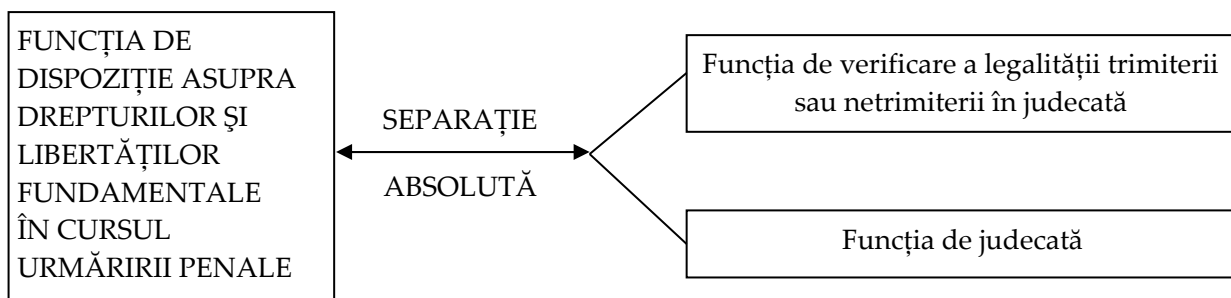 FUNCȚIA DE
DISPOZIȚIE ASUPRA
DREPTURILOR ŞI
LIBERTĂȚILOR
FUNDAMENTALE
ÎN CURSUL
URMĂRIRII PENALE
SEPARAȚIE
ABSOLUTĂ
Funcția de verificare a legalității trimiterii
sau netrimiterii în judecată
Funcția de judecată